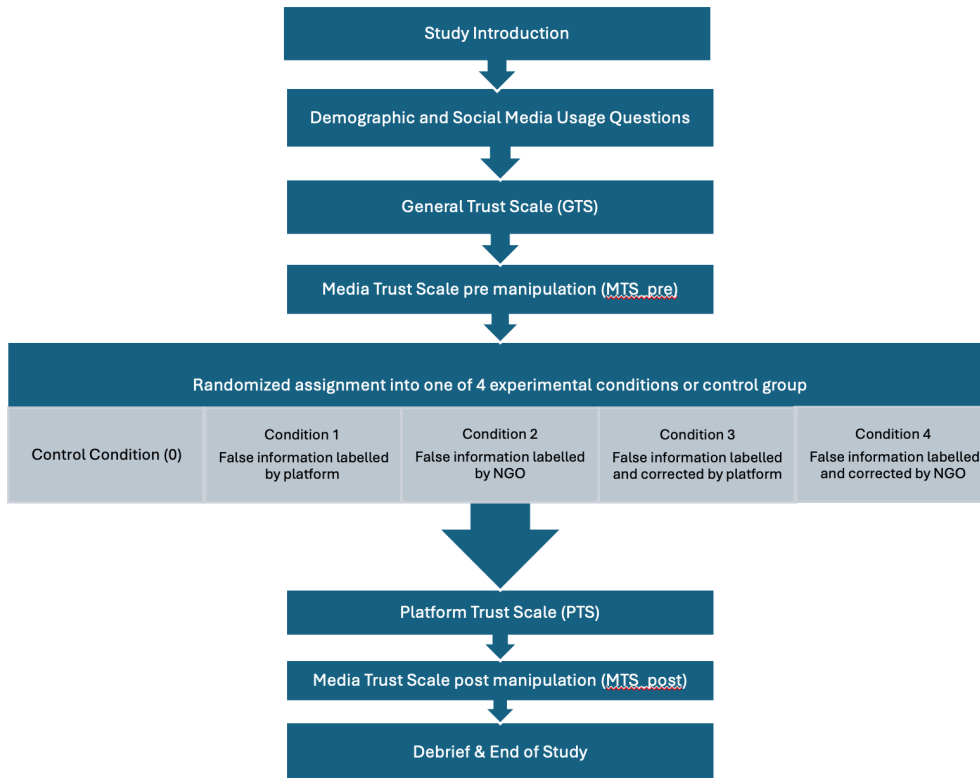 Study Introduction
Demographic and Social Media Usage Questions
General Trust Scale (GTS)
Media Trust Scale pre manipulation (MTS_pre)
Randomized assignment into one of 4 experimental conditions or control group
Control Condition (0)
Condition 1
False information labelled
by platform
Condition 2
False information labelled
by NGO
Condition 3
False information labelled
and corrected by platform
Condition 4
False information labelled
and corrected by NGO
Platform Trust Scale (PTS)
Media Trust Scale post manipulation (MTS_post)
Debrief & End of Study